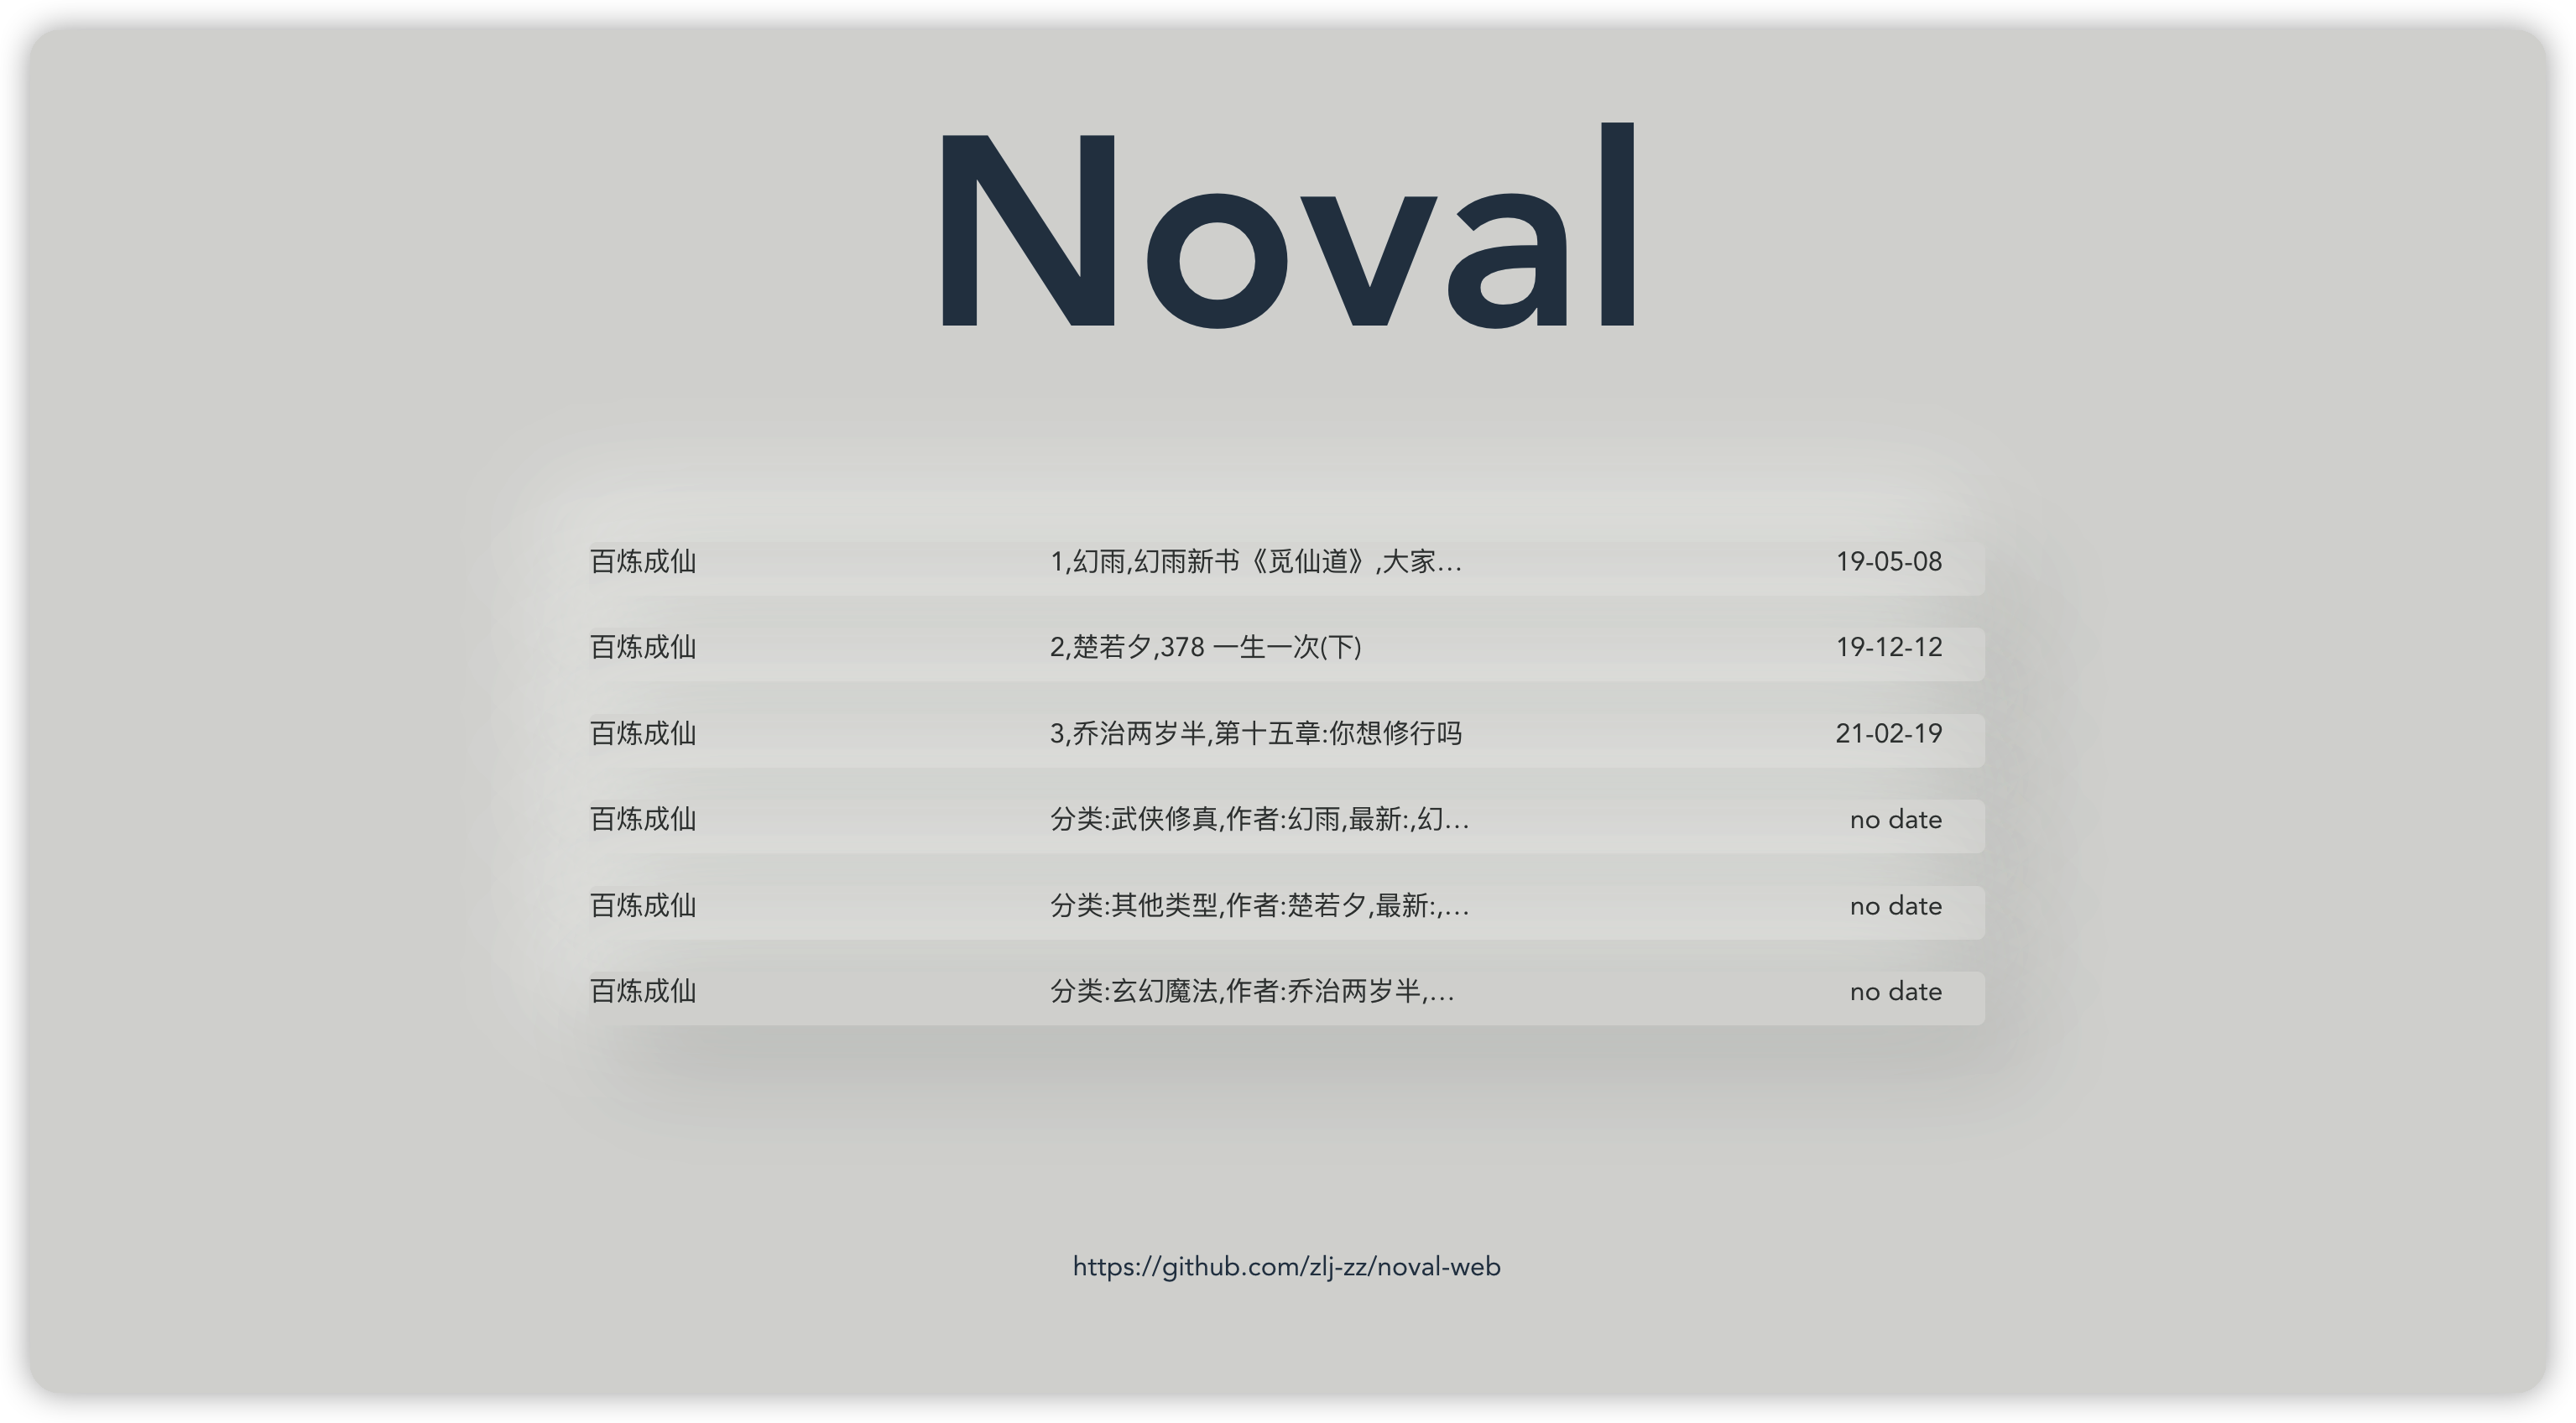 Noval
百炼成仙 1,幻雨,幻雨新书《觅仙道》,大家... 19-05-08
百炼成仙 2,楚若夕,378 一生一次(下) 19-12-12
百炼成仙 3,乔治两岁半,第十五章:你想修行吗 21-02-19
百炼成仙 分类:武侠修真,作者:幻雨,最新:,幻... no date
百炼成仙 分类:其他类型,作者:楚若夕,最新:,... no date
百炼成仙 分类:玄幻魔法,作者:乔治两岁半,... no date
https://github.com/zlj-zz/noval-web